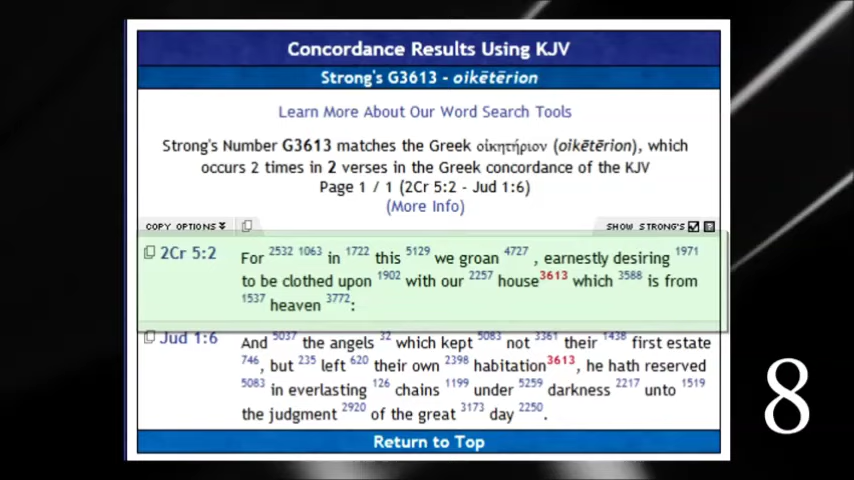 Concordance Results Using KJV
Strong's G3613 - oikētērion
Learn More About Our Word Search Tools
Strong's Number G3613 matches the Greek οἰκητήριον (oikētērion), which
occurs 2 times in 2 verses in the Greek concordance of the KJV
Page 1 / 1 (2Cr 5:2 - Jud 1:6)
(More Info)
COPY OPTIONS SHOW STRONG'S
2Cr 5:2 For 2532 1063 in 1722 this 5129 we groan 4727 , earnestly desiring 1971
to be clothed upon 1902 with our 2257 house3613 which 3588 is from
1537 heaven 3772:
Jud 1:6 And 5037 the angels 32 which kept 5083 not 3361 their 1438 first estate
746, but 235 left 620 their own 2398 habitation3613, he hath reserved
5083 in everlasting 126 chains 1199 under 5259 darkness 2217 unto 1519
the judgment 2920 of the great 3173 day 2250.
Return to Top
8